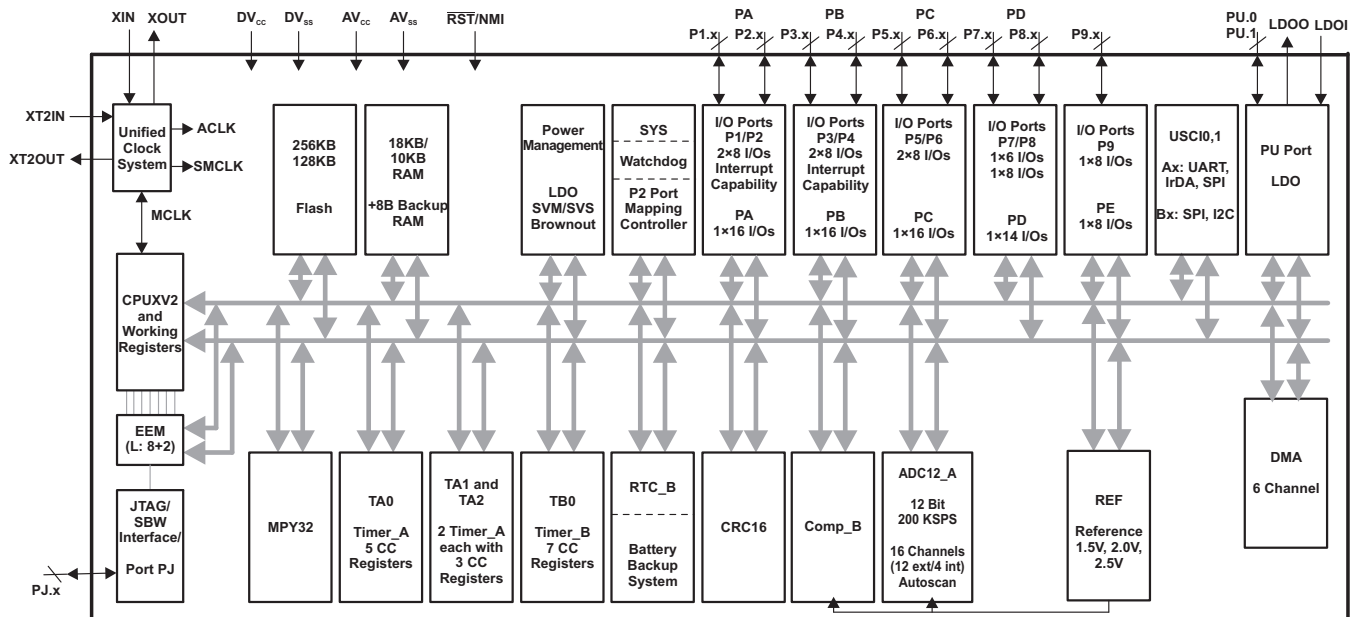 XIN
XOUT
DVCC
DVSS
AVCC
AVSS
RST/NMI
PA
P1.x
P2.x
PB
P3.x
P4.x
PC
P5.x
P6.x
PD
P7.x
P8.x
P9.x
PU.0
PU.1
LDOO
LDOI
XT2IN
XT2OUT
Unified
Clock
System
ACLK
SMCLK
MCLK
256KB
128KB
Flash
18KB/
10KB
RAM
+8B Backup
RAM
Power
Management
LDO
SVM/SVS
Brownout
SYS
Watchdog
P2 Port
Mapping
Controller
I/O Ports
P1/P2
2×8 I/Os
Interrupt
Capability
PA
1×16 I/Os
I/O Ports
P3/P4
2×8 I/Os
Interrupt
Capability
PB
1×16 I/Os
I/O Ports
P5/P6
2×8 I/Os
PC
1×16 I/Os
I/O Ports
P7/P8
1×6 I/Os
1×8 I/Os
PD
1×14 I/Os
I/O Ports
P9
1×8 I/Os
PE
1×8 I/Os
USCI0,1
Ax: UART,
IrDA, SPI
Bx: SPI, I2C
PU Port
LDO
CPUXV2
and
Working
Registers
EEM
(L: 8+2)
JTAG/
SBW
Interface/
Port PJ
PJ.x
MPY32
TA0
Timer_A
5 CC
Registers
TA1 and
TA2
2 Timer_A
each with
3 CC
Registers
TB0
Timer_B
7 CC
Registers
RTC_B
Battery
Backup
System
CRC16
Comp_B
ADC12_A
12 Bit
200 KSPS
16 Channels
(12 ext/4 int)
Autoscan
REF
Reference
1.5V, 2.0V,
2.5V
DMA
6 Channel